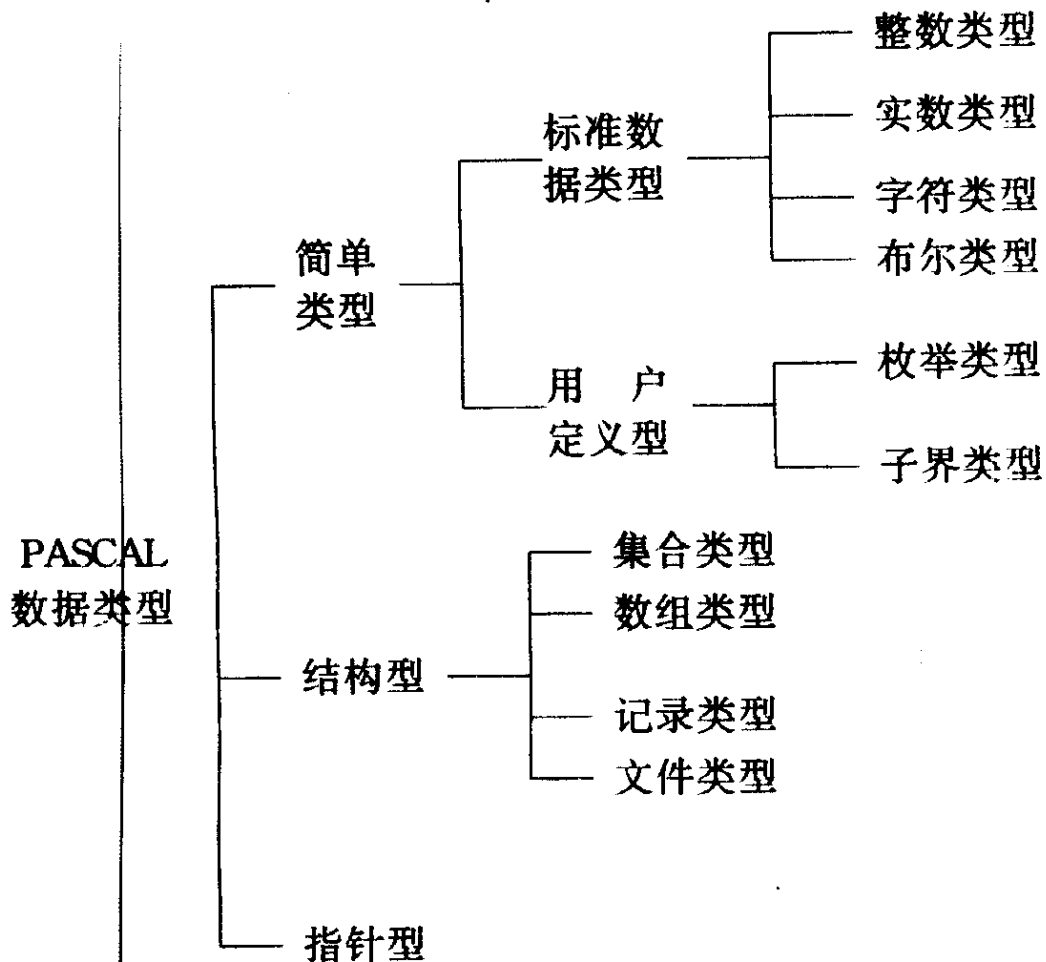 整数类型
实数类型
标准数
据类型
字符类型
布尔类型
简单
类型
枚举类型
用 户
定义型
子界类型
PASCAL
数据类型
集合类型
数组类型
结构型
记录类型
文件类型
指针型